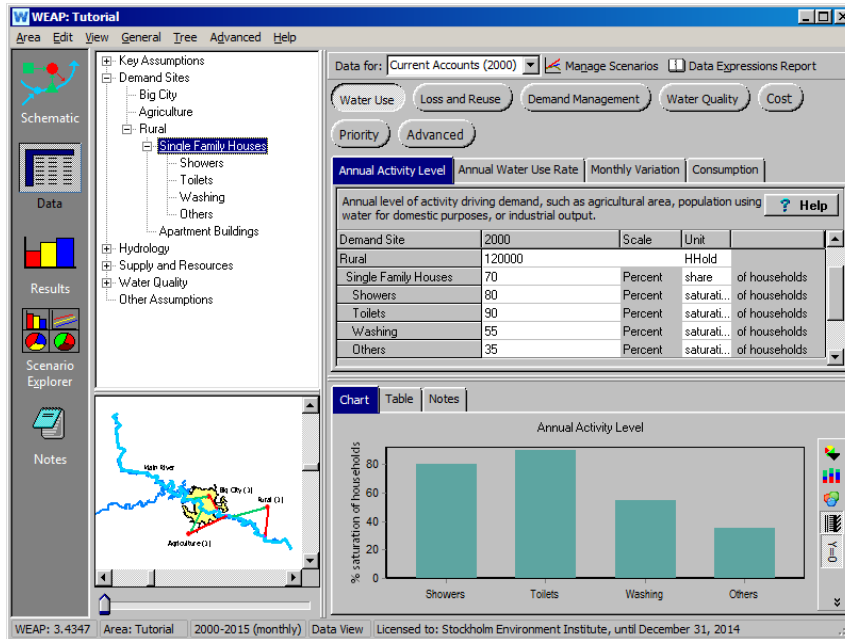 WEAP: Tutorial
Area Edit View General Tree Advanced Help
Schematic
Data
Results
Scenario
Explorer
Notes
Key Assumptions
Demand Sites
Big City
Agriculture
Rural
Single Family Houses
Showers
Toilets
Washing
Others
Apartment Buildings
Hydrology
Supply and Resources
Water Quality
Other Assumptions
Main River
Big City (1)
Rural (3)
Data for: Current Accounts (2000) Manage Scenarios Data Expressions Report
Water Use Loss and Reuse Demand Management Water Quality Cost
Priority Advanced
Annual Activity Level Annual Water Use Rate Monthly Variation Consumption
Annual level of activity driving demand, such as agricultural area, population using
water for domestic purposes, or industrial output.
? Help
Demand Site 2000 Scale Unit
Rural 120000 HHold
Single Family Houses 70 Percent share of households
Showers 80 Percent saturati... of households
Toilets 90 Percent saturati... of households
Washing 55 Percent saturati... of households
Others 35 Percent saturati... of households
Chart Table Notes
Annual Activity Level
% saturation of households
80
60
40
20
0
Showers Toilets Washing Others
Y=0
WEAP: 3.4347 Area: Tutorial 2000-2015 (monthly) Data View Licensed to: Stockholm Environment Institute, until December 31, 2014